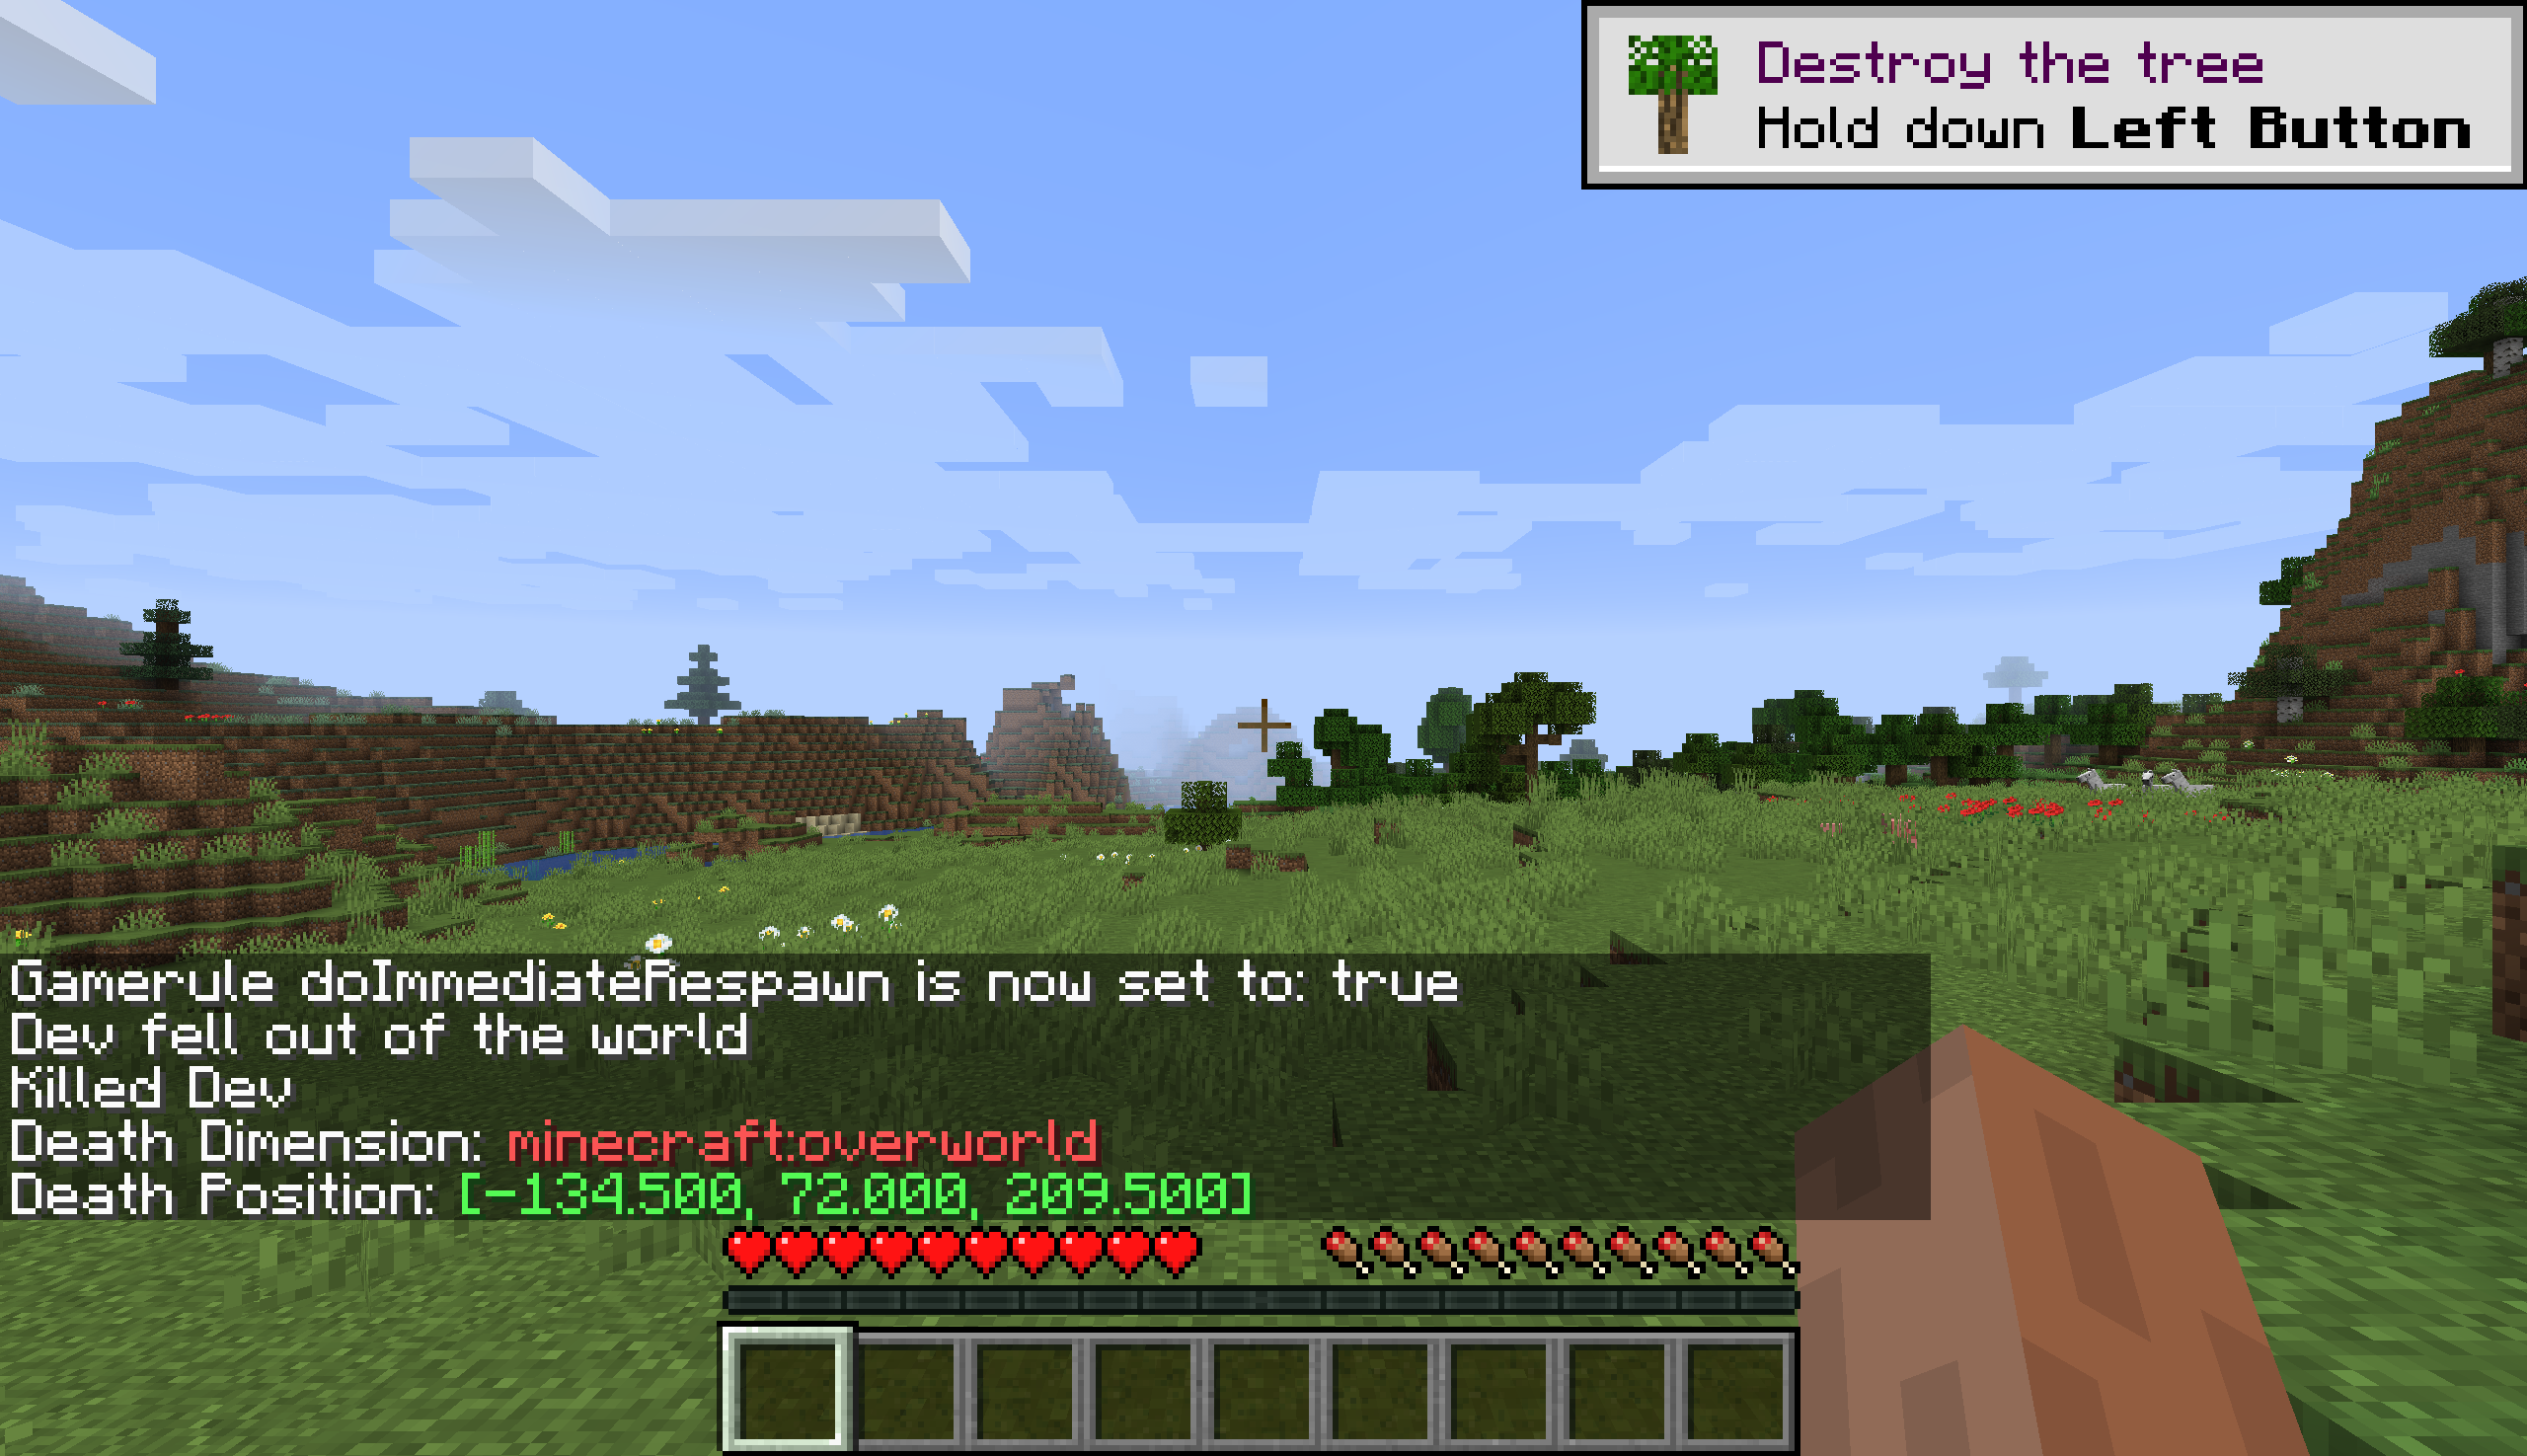 Destroy the tree
Hold down Left Button
Gamerule doImmediateRespawn is now set to: true
Dev fell out of the world
Killed Dev
Death Dimension: minecraft:overworld
Death Position: [-134.500, 72.000, 209.500]